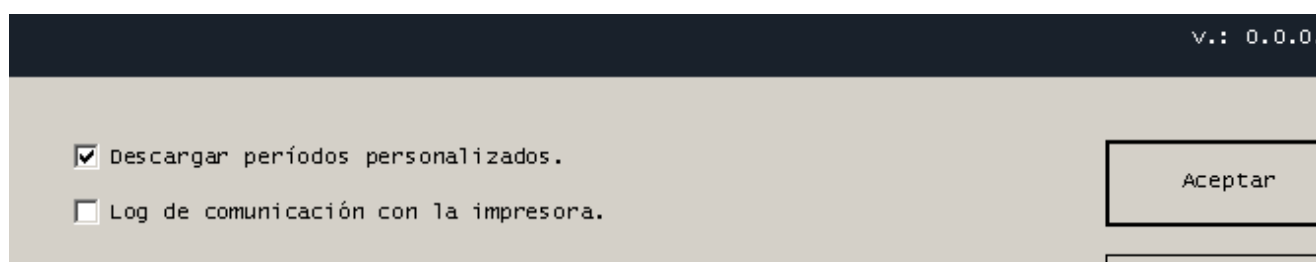 v.: 0.0.0
Descargar períodos personalizados.
Aceptar
Log de comunicación con la impresora.